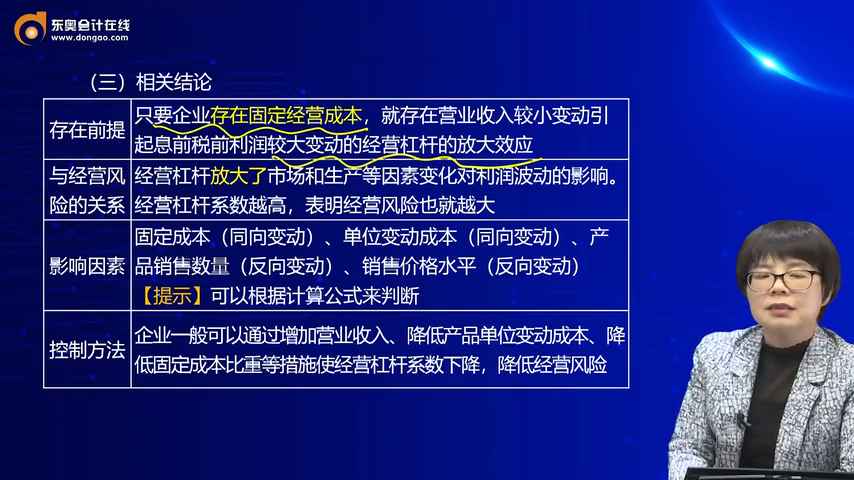 东奥会计在线
www.dongao.com
（三）相关结论
存在前提
只要企业存在固定经营成本，就存在营业收入较小变动引
起息前税前利润较大变动的经营杠杆的放大效应
与经营风
险的关系
经营杠杆放大了市场和生产等因素变化对利润波动的影响。
经营杠杆系数越高，表明经营风险也就越大
影响因素
固定成本（同向变动）、单位变动成本（同向变动）、产
品销售数量（反向变动）、销售价格水平（反向变动）
【提示】可以根据计算公式来判断
控制方法
企业一般可以通过增加营业收入、降低产品单位变动成本、降
低固定成本比重等措施使经营杠杆系数下降，降低经营风险